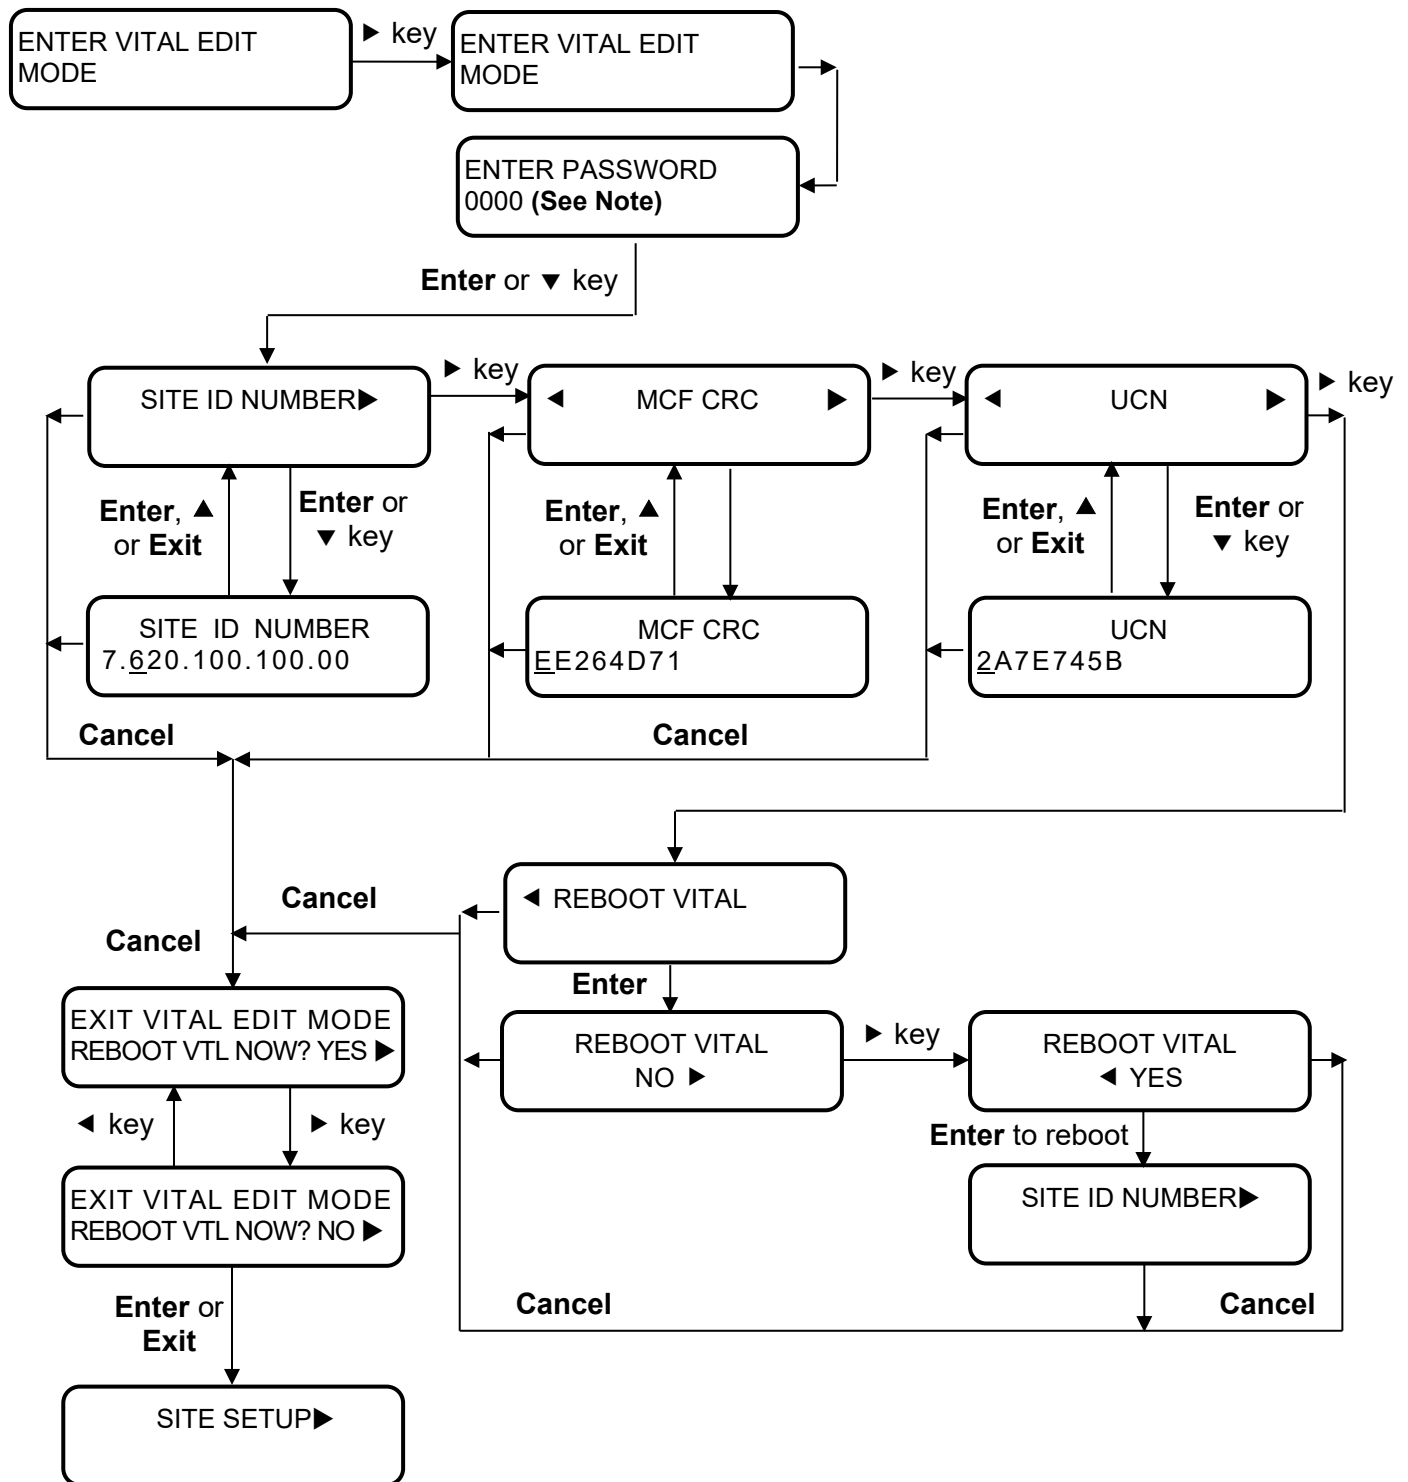 ENTER VITAL EDIT
MODE
▶ key
ENTER VITAL EDIT
MODE
ENTER PASSWORD
0000 (See Note)
Enter or ▼ key
SITE ID NUMBER▶
▶ key
◀ MCF CRC ▶
▶ key
◀ UCN ▶
▶ key
Enter, ▲
or Exit
Enter or
▼ key
Enter, ▲
or Exit
Enter, ▲
or Exit
Enter or
▼ key
SITE ID NUMBER
7.620.100.100.00
MCF CRC
EE264D71
UCN
2A7E745B
Cancel
Cancel
◀ REBOOT VITAL
Cancel
Cancel
Enter
EXIT VITAL EDIT MODE
REBOOT VTL NOW? YES ▶
REBOOT VITAL
NO ▶
▶ key
REBOOT VITAL
◀ YES
◀ key
▶ key
Enter to reboot
EXIT VITAL EDIT MODE
REBOOT VTL NOW? NO ▶
SITE ID NUMBER▶
Enter or
Exit
Cancel
Cancel
SITE SETUP▶